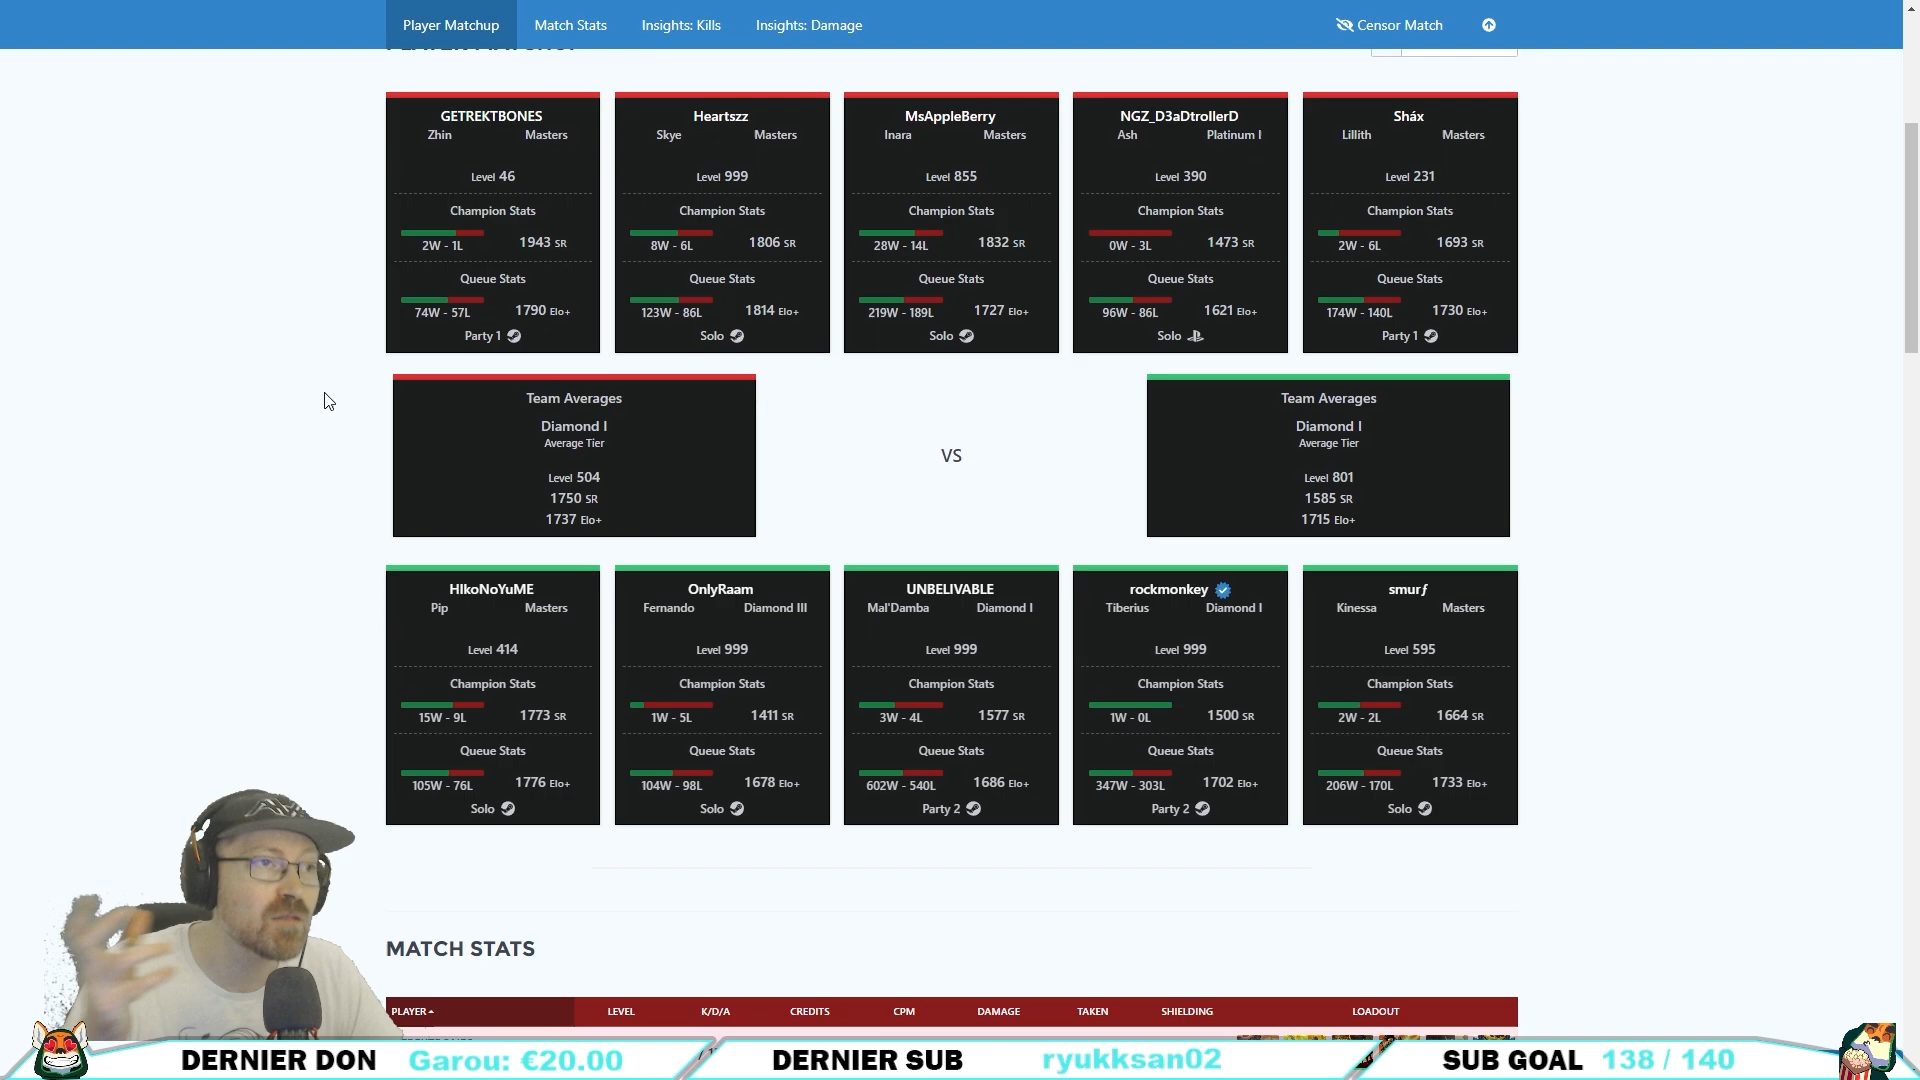 Player Matchup Match Stats Insights: Kills Insights: Damage Censor Match
GETREKTBONES Heartszz MsAppleBerry NGZ_D3aDtrollerD Sháx
Zhin Masters Skye Masters Inara Masters Ash Platinum I Lillith Masters
Level 46 Level 999 Level 855 Level 390 Level 231
Champion Stats Champion Stats Champion Stats Champion Stats Champion Stats
2W - 1L 1943 SR 8W - 6L 1806 SR 28W - 14L 1832 SR 0W - 3L 1473 SR 2W - 6L 1693 SR
Queue Stats Queue Stats Queue Stats Queue Stats Queue Stats
74W - 57L 1790 Elo+ 123W - 86L 1814 Elo+ 219W - 189L 1727 Elo+ 96W - 86L 1621 Elo+ 174W - 140L 1730 Elo+
Party 1 Solo Solo Solo Party 1
Team Averages Team Averages
Diamond I Diamond I
Average Tier Average Tier
VS
Level 504 Level 801
1750 SR 1585 SR
1737 Elo+ 1715 Elo+
HIkoNoYuME OnlyRaam UNBELIVABLE rockmonkey smurƒ
Pip Masters Fernando Diamond III Mal'Damba Diamond I Tiberius Diamond I Kinessa Masters
Level 414 Level 999 Level 999 Level 999 Level 595
Champion Stats Champion Stats Champion Stats Champion Stats Champion Stats
15W - 9L 1773 SR 1W - 5L 1411 SR 3W - 4L 1577 SR 1W - 0L 1500 SR 2W - 2L 1664 SR
Queue Stats Queue Stats Queue Stats Queue Stats Queue Stats
105W - 76L 1776 Elo+ 104W - 98L 1678 Elo+ 602W - 540L 1686 Elo+ 347W - 303L 1702 Elo+ 206W - 170L 1733 Elo+
Solo Solo Party 2 Party 2 Solo
MATCH STATS
PLAYER LEVEL K/D/A CREDITS CPM DAMAGE TAKEN SHIELDING LOADOUT
DERNIER DON Garou: €20.00 DERNIER SUB ryukksan02 SUB GOAL 138 / 140